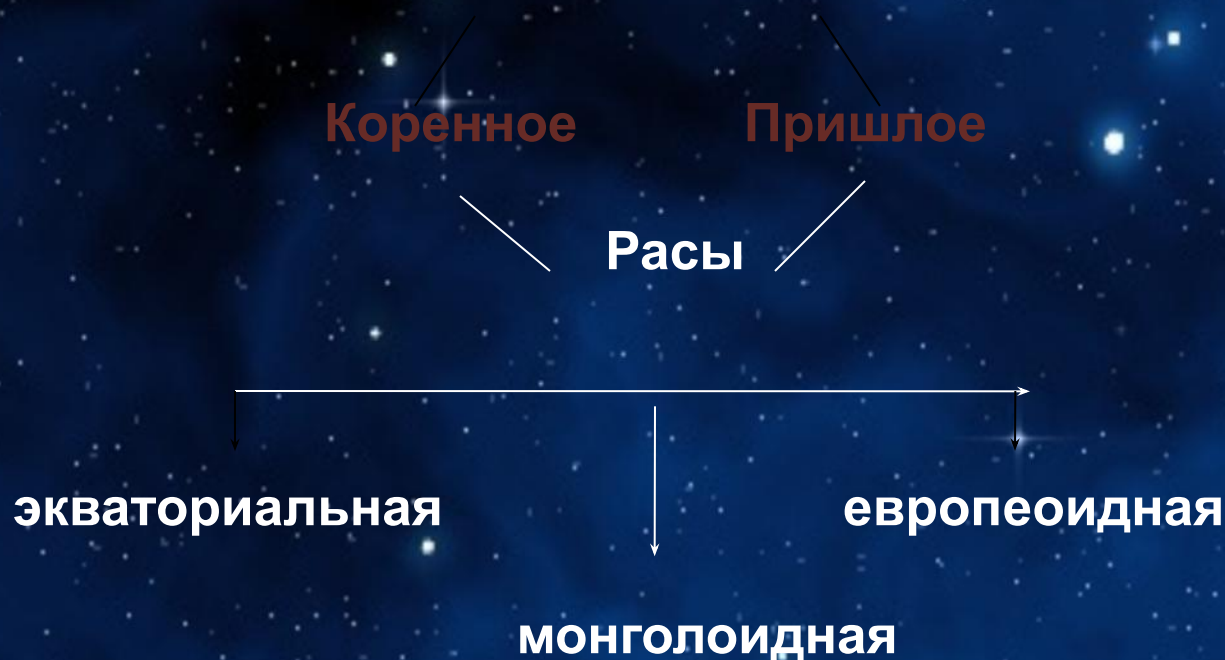 Коренное Пришлое
Расы
экваториальная европеоидная
монголоидная